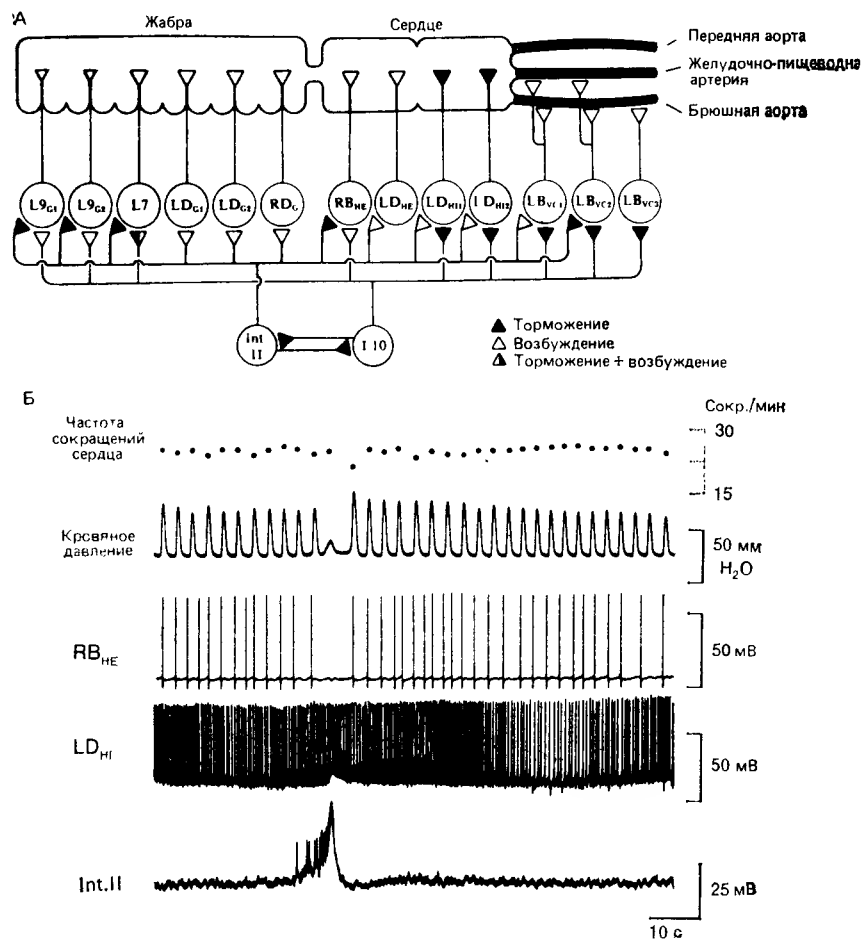 А
Жабра
Сердце
Передняя аорта
Желудочно-пищеводна
артерия
Брюшная аорта
L9G1 L9G2 L7 LDG1 LDG2 RDG RBHE LDHE LDHI1 LDHI2 LBVC1 LBVC2 LBVC3
Int
II
L10
▲ Торможение
△ Возбуждение
Торможение + возбуждение
Б
Частота
сокращений
сердца
Сокр./мин
30
15
Кровяное
давление
50 мм
H₂O
RBHE
50 мВ
LDHI
50 мВ
Int.II
25 мВ
10 с